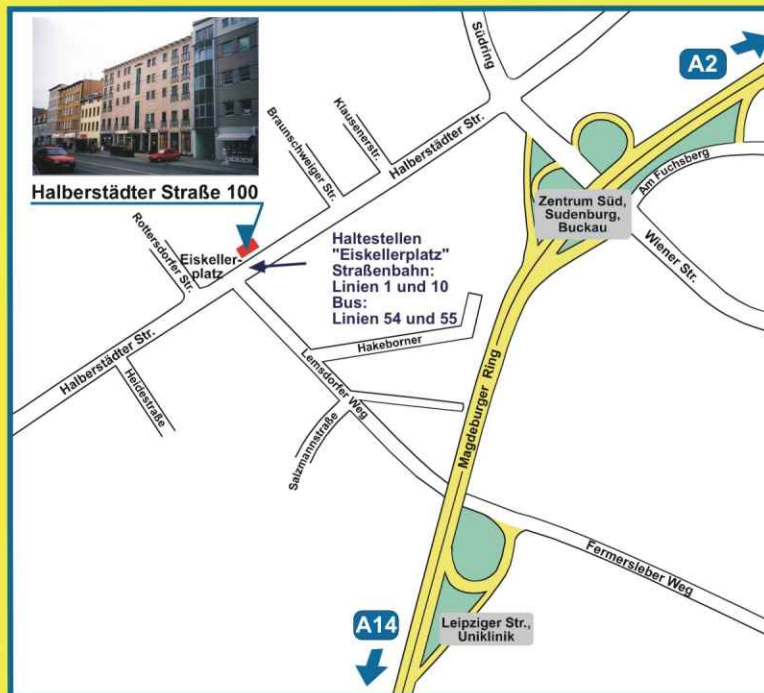 A2
Südring
Klausenerstr.
Braunschweiger Str.
Halberstädter Str.
Am Fuchsberg
Halberstädter Straße 100
Zentrum Süd,
Sudenburg,
Buckau
Rottersdorfer Str.
Eiskeller-
platz
Haltestellen
"Eiskellerplatz"
Straßenbahn:
Linien 1 und 10
Bus:
Linien 54 und 55
Wiener Str.
Hakeborner
Halberstädter Str.
Lemsdorfer Weg
Heidestraße
Magdeburger Ring
Salzmannstraße
Fermersleber Weg
A14
Leipziger Str.,
Uniklinik